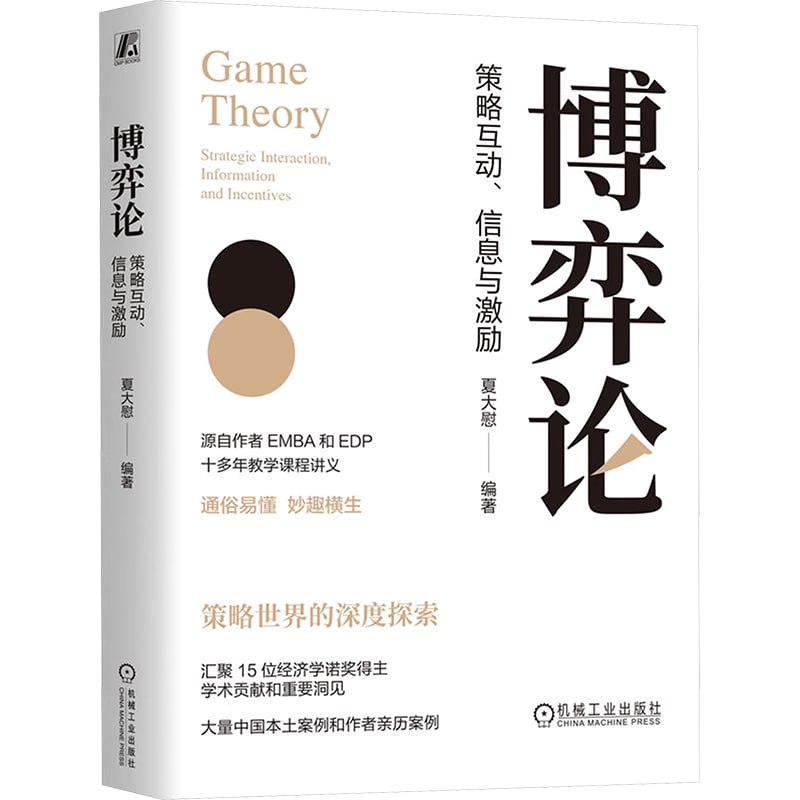 CMP BOOKS
博弈论
策略互动、
信息与激励
夏大慰——编著
机械工业出版社
CHINA MACHINE PRESS
Game
Theory
Strategic Interaction,
Information
and Incentives
博弈论
策略互动、信息与激励
夏大慰——编著
源自作者 EMBA 和 EDP
十多年教学课程讲义
通俗易懂 妙趣横生
策略世界的深度探索
汇聚 15 位经济学诺奖得主
学术贡献和重要洞见
大量中国本土案例和作者亲历案例
机械工业出版社
CHINA MACHINE PRESS